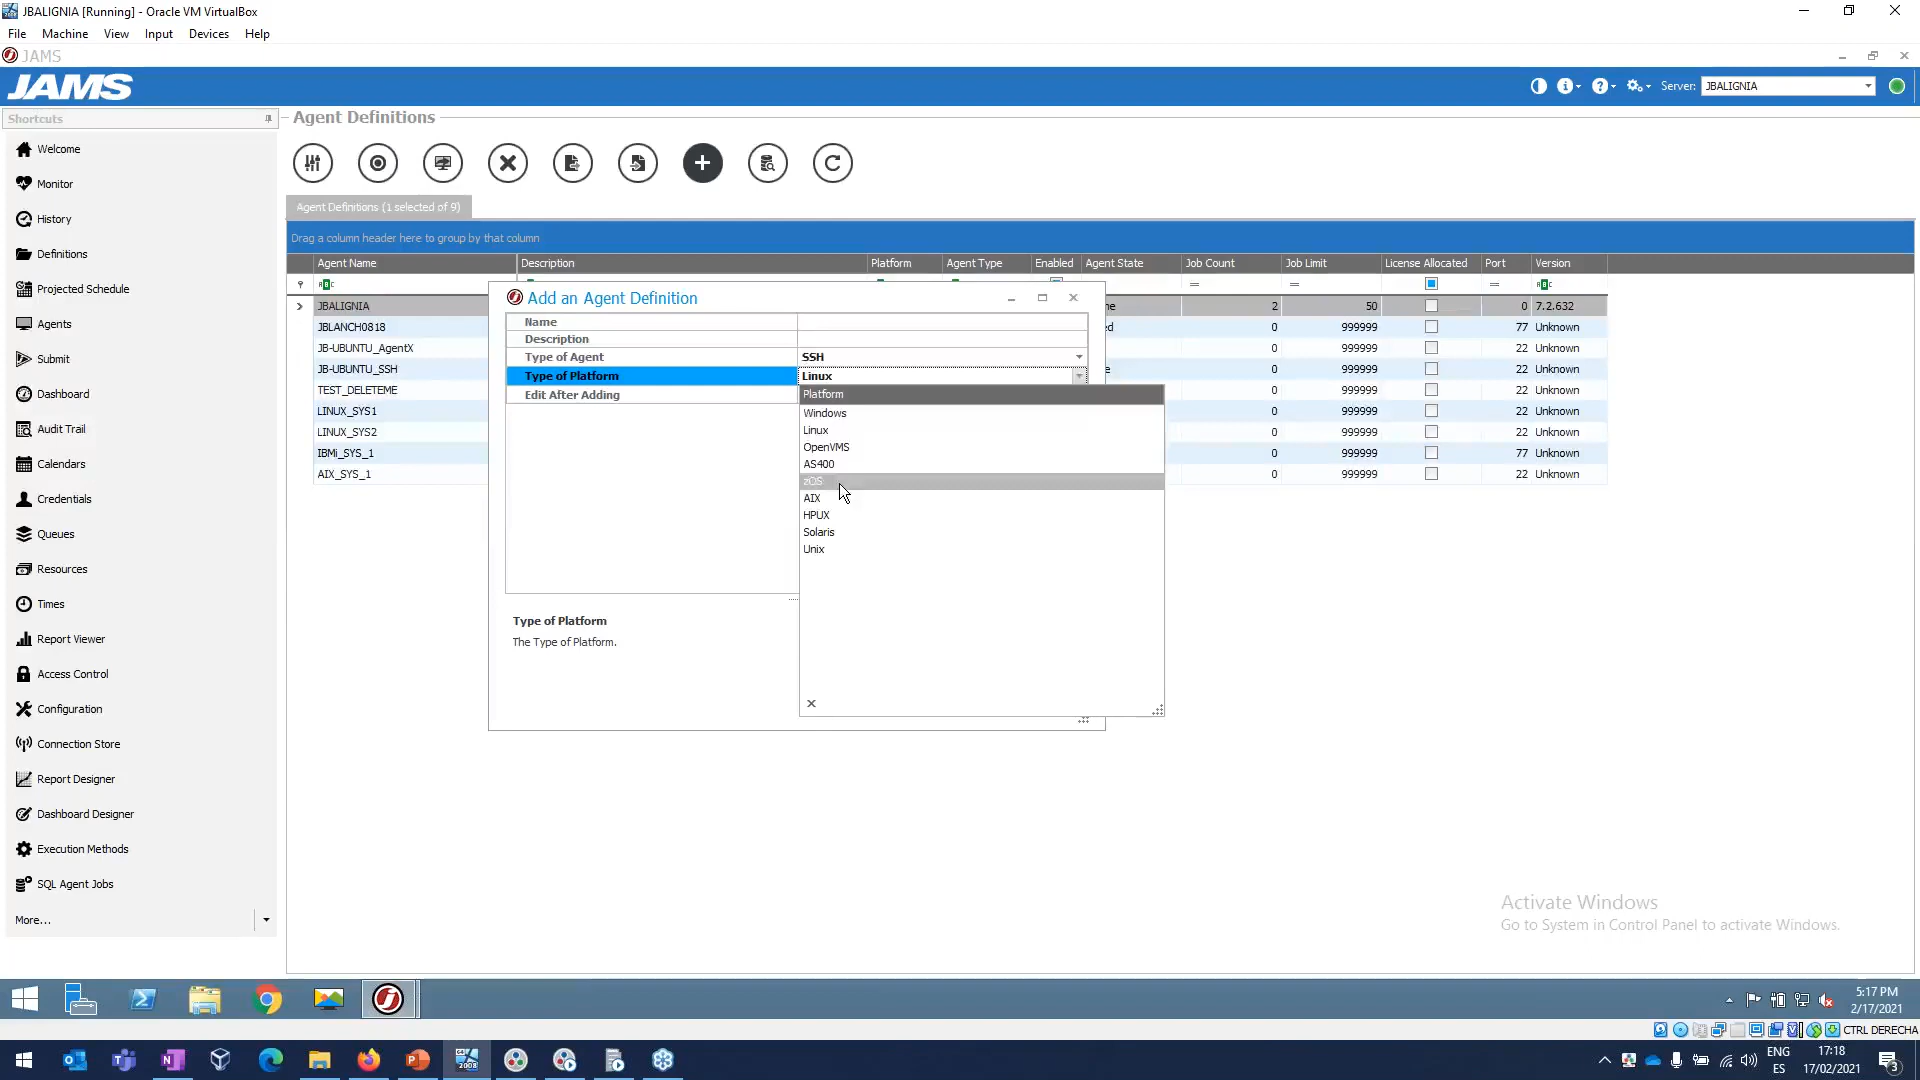 JBALIGNIA [Running] - Oracle VM VirtualBox
File Machine View Input Devices Help
JAMS
JAMS
Server: JBALIGNIA
Shortcuts
Welcome
Monitor
History
Definitions
Projected Schedule
Agents
Submit
Dashboard
Audit Trail
Calendars
Credentials
Queues
Resources
Times
Report Viewer
Access Control
Configuration
Connection Store
Report Designer
Dashboard Designer
Execution Methods
SQL Agent Jobs
More...
Agent Definitions
Agent Definitions (1 selected of 9)
Drag a column header here to group by that column
Agent Name Description Platform Agent Type Enabled Agent State Job Count Job Limit License Allocated Port Version
JBALIGNIA 2 50 0 7.2.632
JBLANCH0818 0 999999 77 Unknown
JB-UBUNTU_AgentX 0 999999 22 Unknown
JB-UBUNTU_SSH 0 999999 22 Unknown
TEST_DELETEME 0 999999 22 Unknown
LINUX_SYS1 0 999999 22 Unknown
LINUX_SYS2 0 999999 22 Unknown
IBMi_SYS_1 0 999999 77 Unknown
AIX_SYS_1 0 999999 22 Unknown
Add an Agent Definition
Name
Description
Type of Agent SSH
Type of Platform Linux
Edit After Adding
Platform
Windows
Linux
OpenVMS
AS400
zOS
AIX
HPUX
Solaris
Unix
Type of Platform
The Type of Platform.
Activate Windows
Go to System in Control Panel to activate Windows.
5:17 PM
2/17/2021
CTRL DERECHA
ENG
ES
17:18
17/02/2021
3